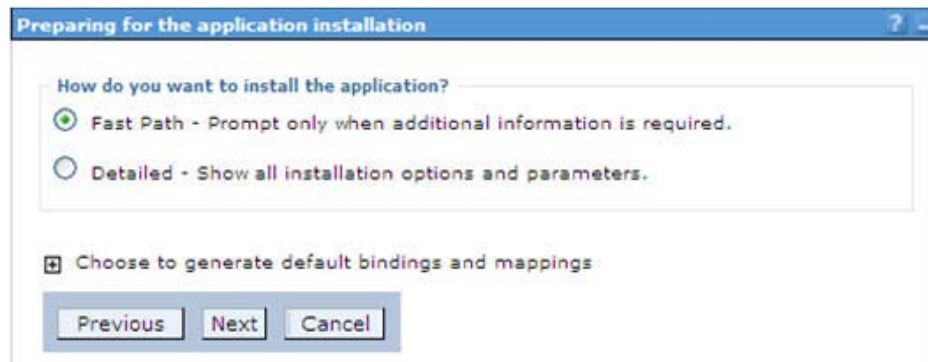 Preparing for the application installation ?
How do you want to install the application?
Fast Path - Prompt only when additional information is required.
Detailed - Show all installation options and parameters.
Choose to generate default bindings and mappings
Previous Next Cancel